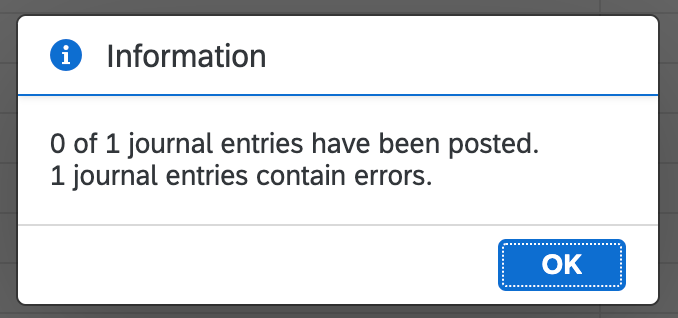 Information
0 of 1 journal entries have been posted.
1 journal entries contain errors.
OK